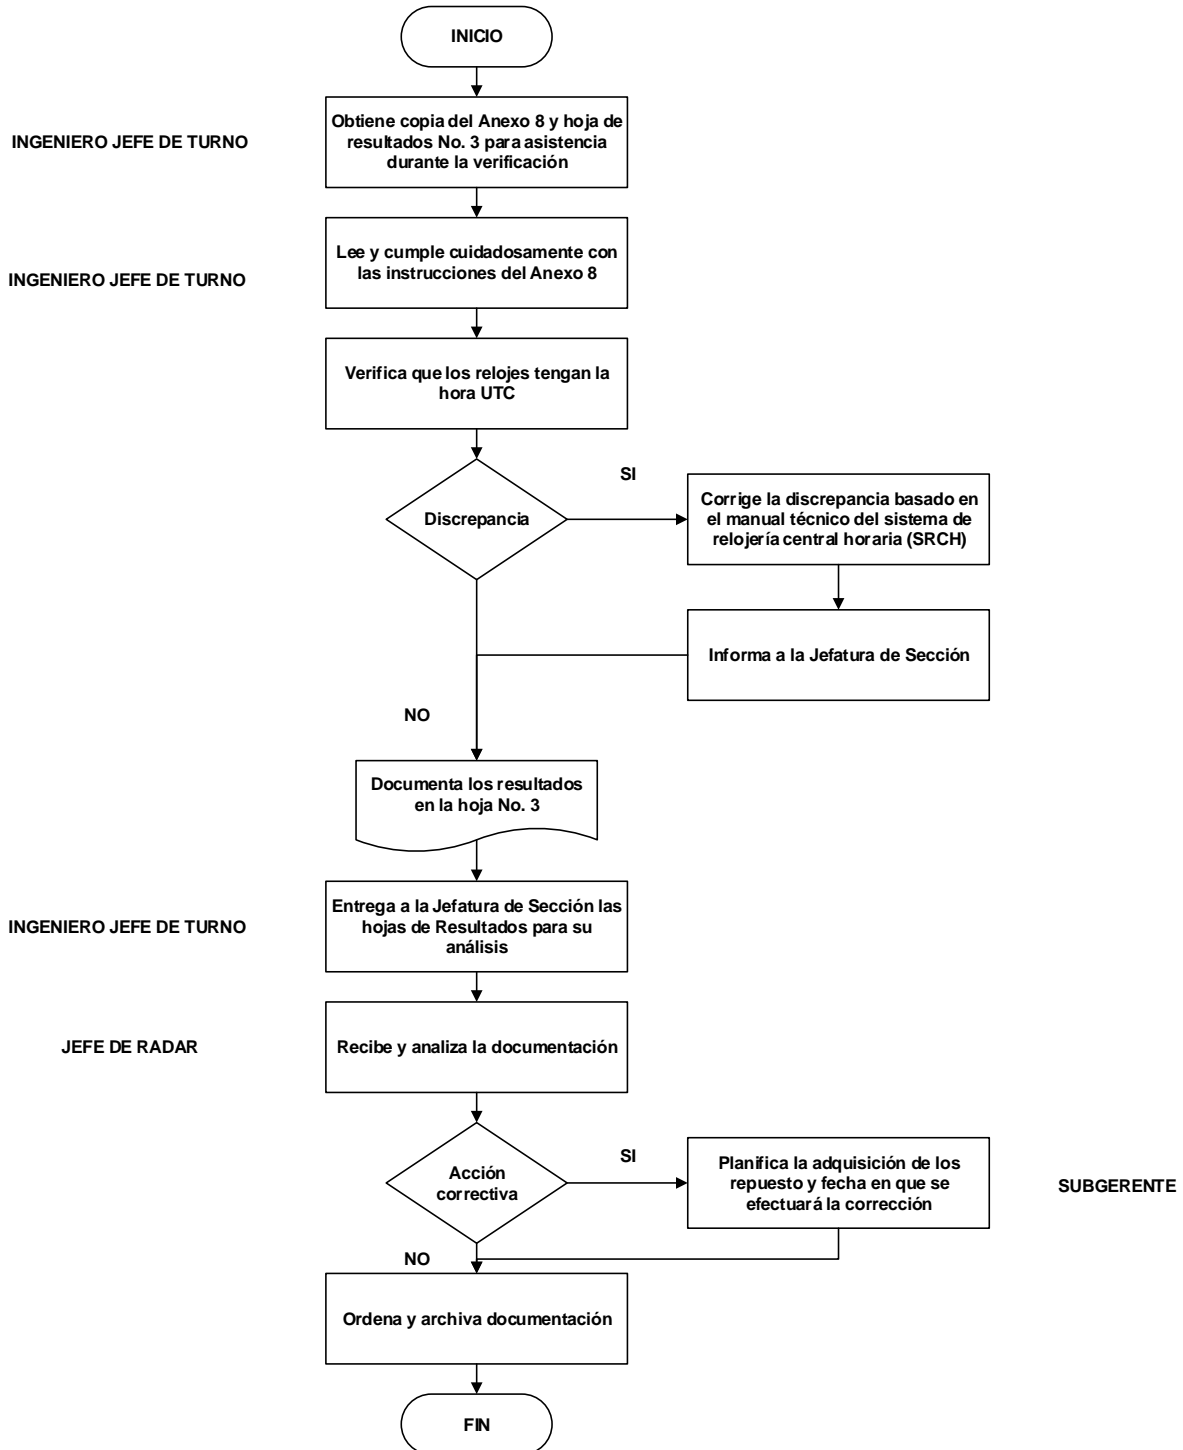 INICIO
INGENIERO JEFE DE TURNO
Obtiene copia del Anexo 8 y hoja de
resultados No. 3 para asistencia
durante la verificación
INGENIERO JEFE DE TURNO
Lee y cumple cuidadosamente con
las instrucciones del Anexo 8
Verifica que los relojes tengan la
hora UTC
Discrepancia
SI
Corrige la discrepancia basado en
el manual técnico del sistema de
relojería central horaria (SRCH)
Informa a la Jefatura de Sección
NO
Documenta los resultados
en la hoja No. 3
INGENIERO JEFE DE TURNO
Entrega a la Jefatura de Sección las
hojas de Resultados para su
análisis
JEFE DE RADAR
Recibe y analiza la documentación
Acción
correctiva
SI
Planifica la adquisición de los
repuesto y fecha en que se
efectuará la corrección
SUBGERENTE
NO
Ordena y archiva documentación
FIN